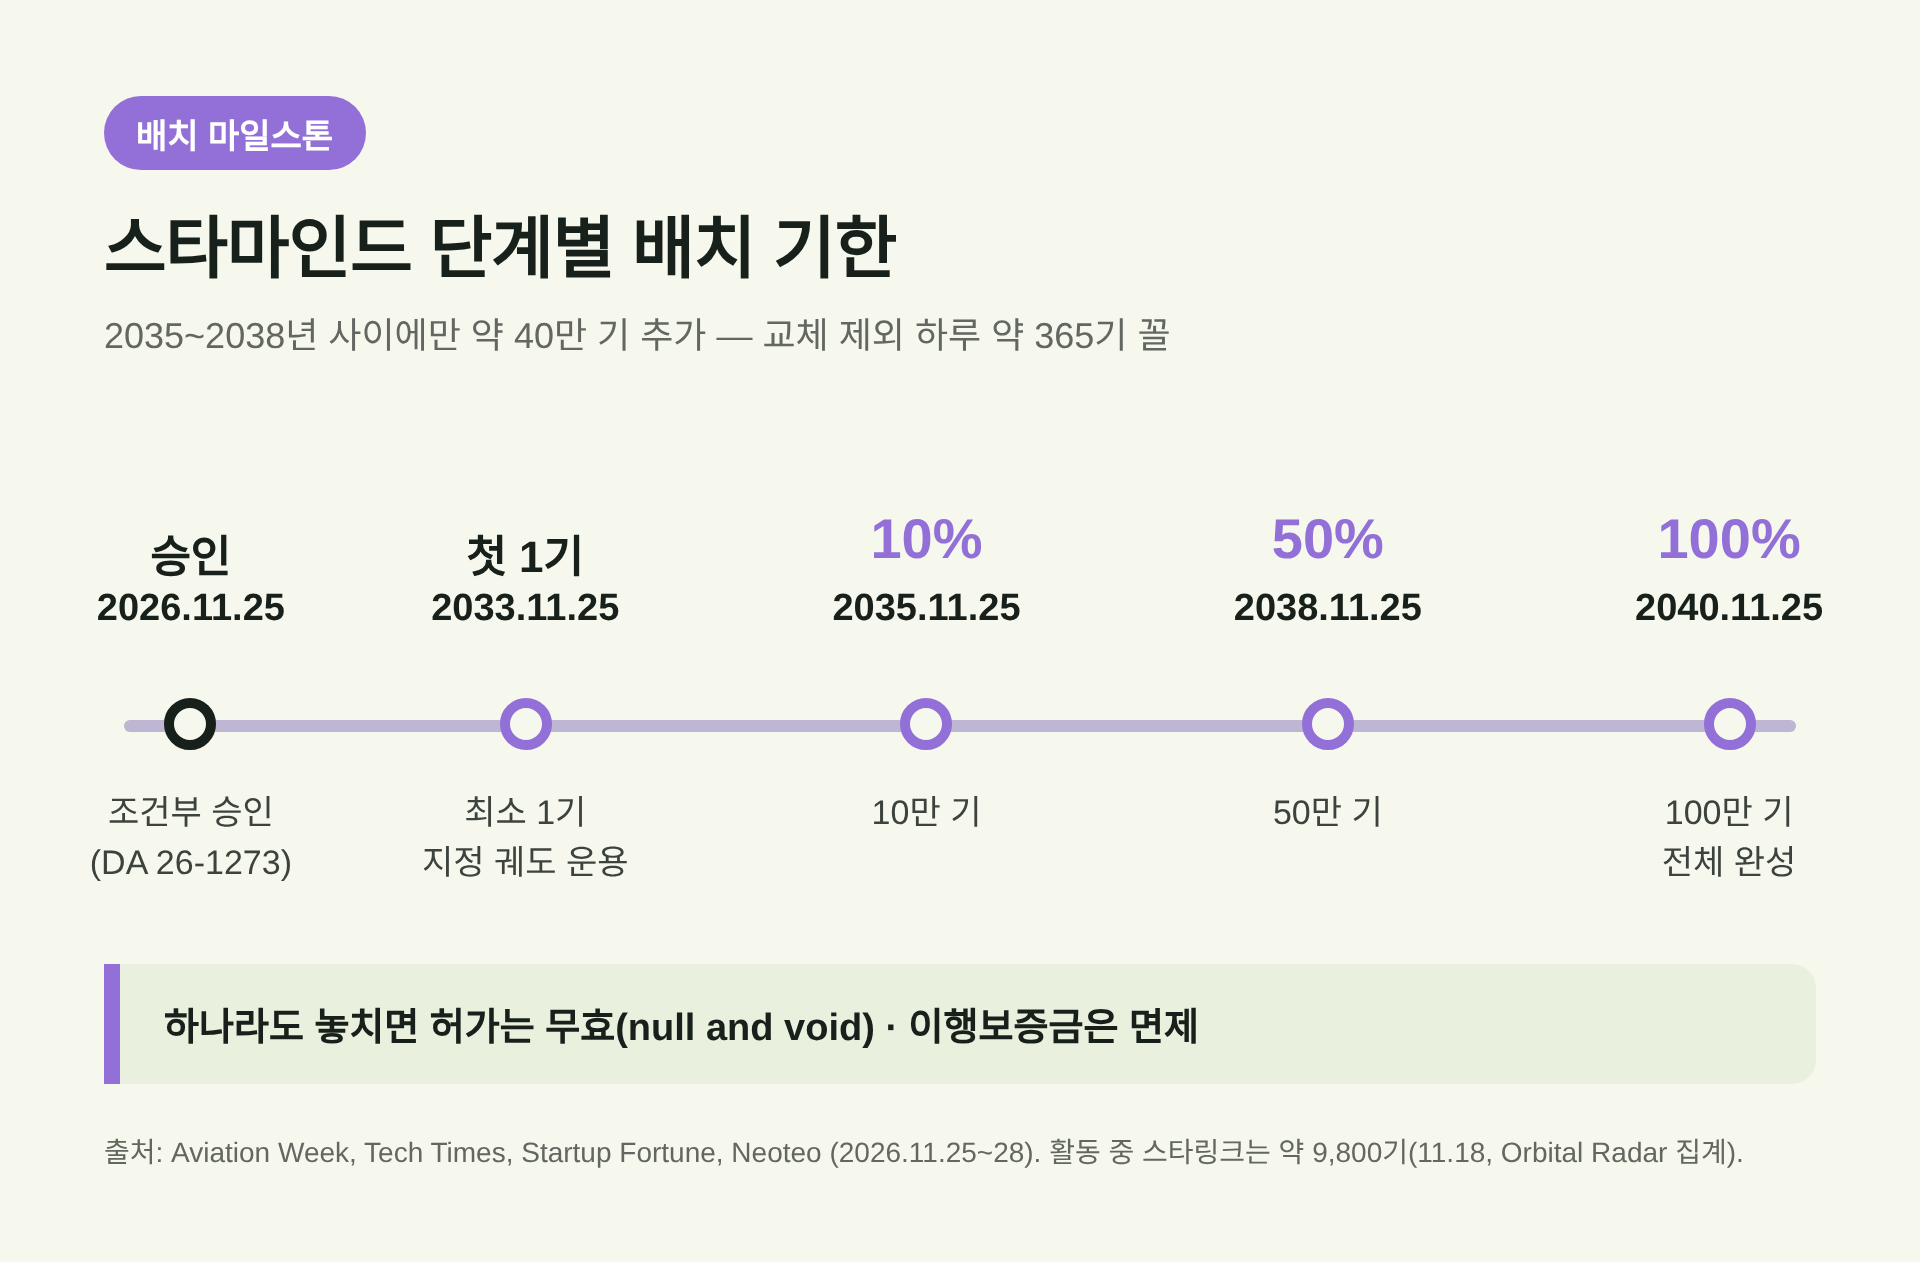 배치 마일스톤
스타마인드 단계별 배치 기한
2035~2038년 사이에만 약 40만 기 추가 — 교체 제외 하루 약 365기 꼴
승인
2026.11.25
첫 1기
2033.11.25
10%
2035.11.25
50%
2038.11.25
100%
2040.11.25
조건부 승인
(DA 26-1273)
최소 1기
지정 궤도 운용
10만 기
50만 기
100만 기
전체 완성
하나라도 놓치면 허가는 무효(null and void) · 이행보증금은 면제
출처: Aviation Week, Tech Times, Startup Fortune, Neoteo (2026.11.25~28). 활동 중 스타링크는 약 9,800기(11.18, Orbital Radar 집계).